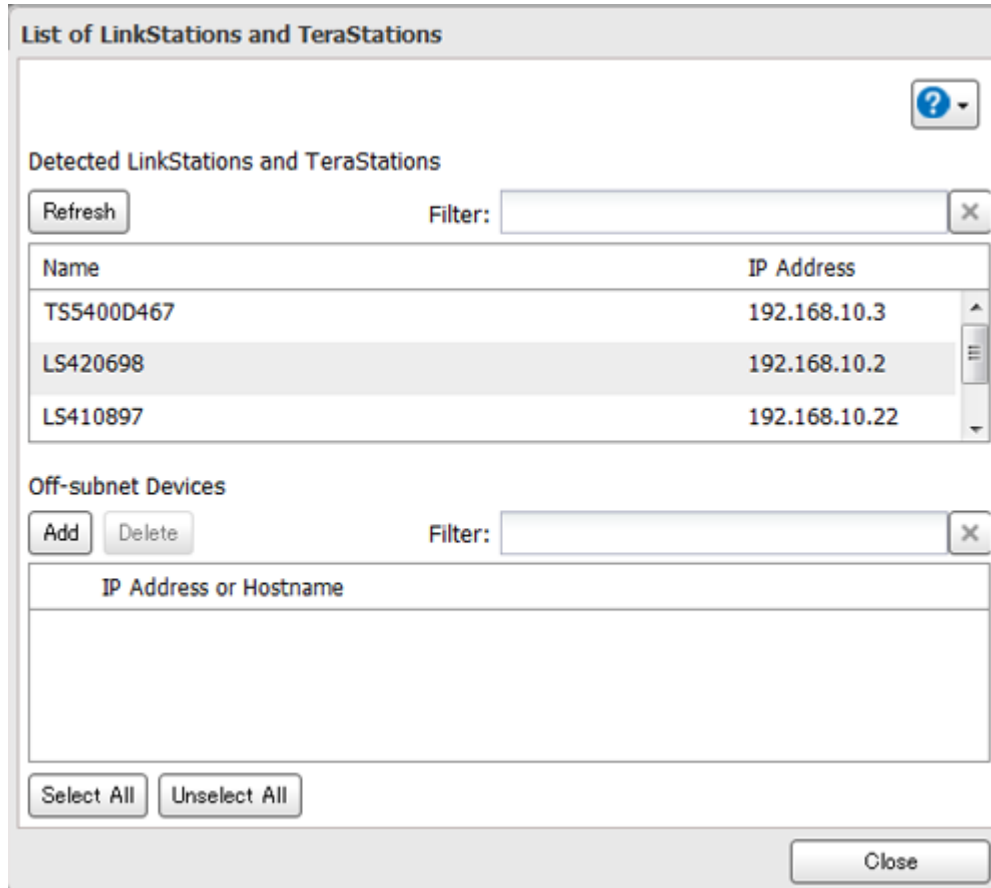 List of LinkStations and TeraStations
?
Detected LinkStations and TeraStations
Refresh Filter:
Name IP Address
TS5400D467 192.168.10.3
LS420698 192.168.10.2
LS410897 192.168.10.22
Off-subnet Devices
Add Delete Filter:
IP Address or Hostname
Select All Unselect All
Close